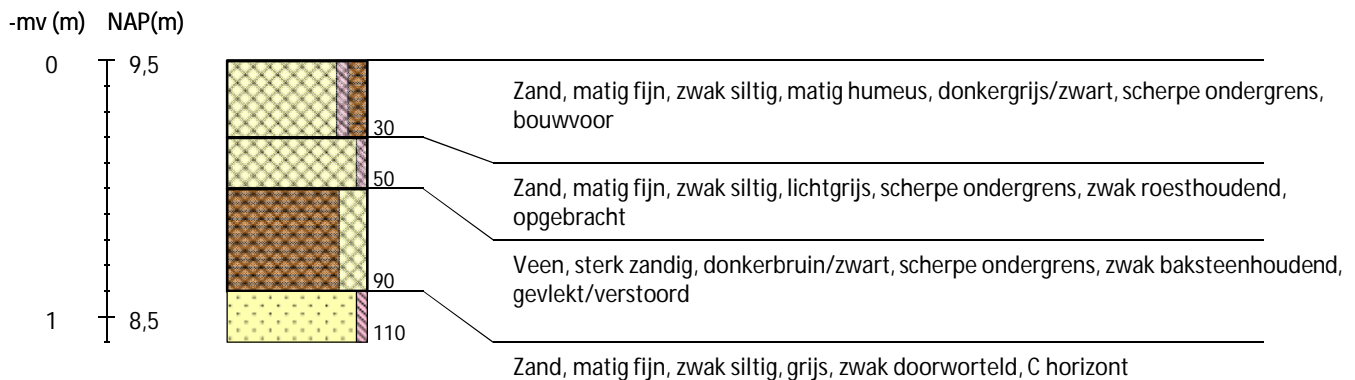 -mv (m) NAP(m)
0 9,5
Zand, matig fijn, zwak siltig, matig humeus, donkergrijs/zwart, scherpe ondergrens,
bouwvoor
30
Zand, matig fijn, zwak siltig, lichtgrijs, scherpe ondergrens, zwak roesthoudend,
opgebracht
50
Veen, sterk zandig, donkerbruin/zwart, scherpe ondergrens, zwak baksteenhoudend,
gevlekt/verstoord
90
1 8,5
110
Zand, matig fijn, zwak siltig, grijs, zwak doorworteld, C horizont